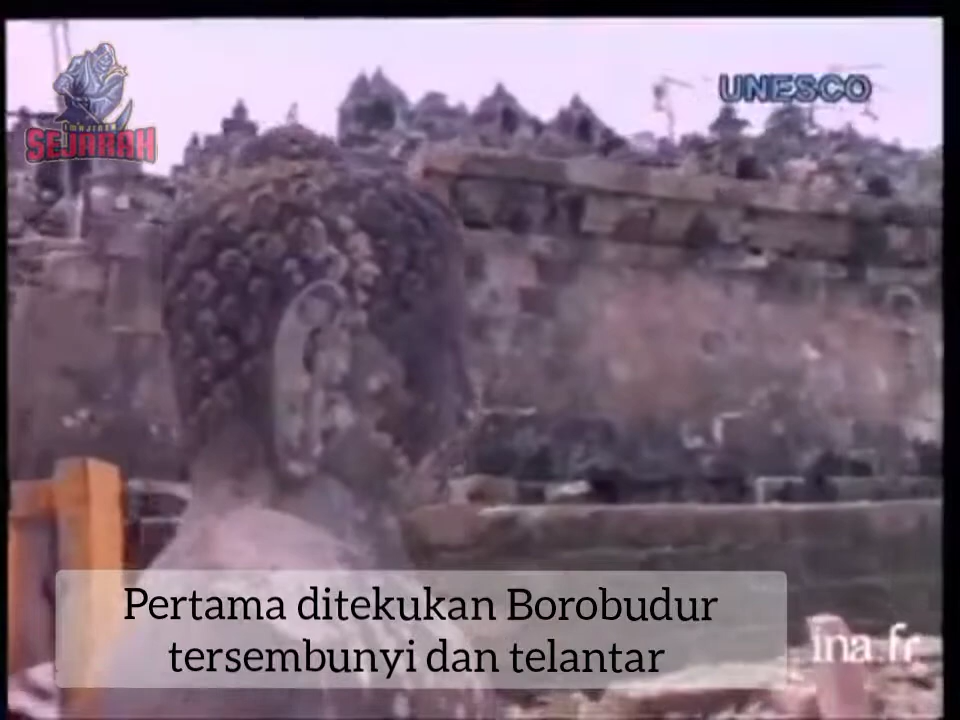 UNESCO
SEJARAH
Pertama ditekukan Borobudur
tersembunyi dan telantar
ina.fr